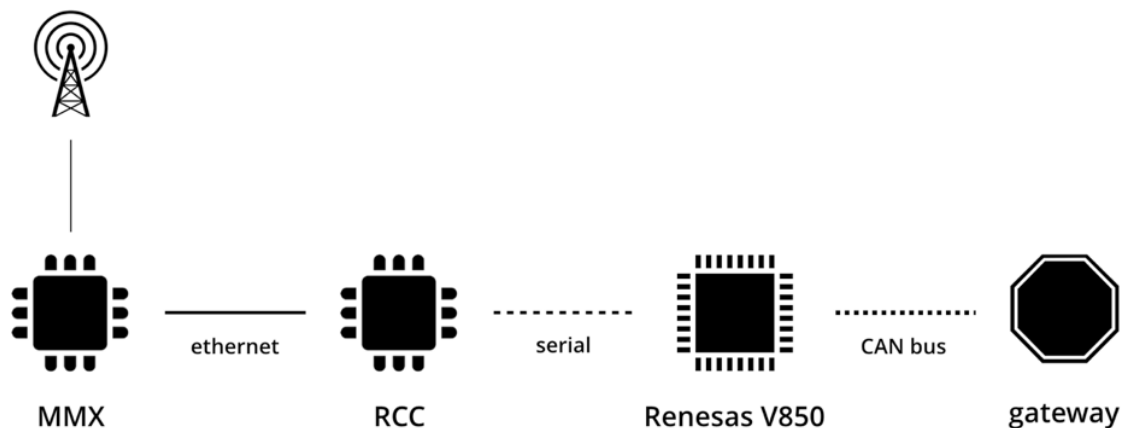 ethernet
serial
CAN bus
MMX
RCC
Renesas V850
gateway